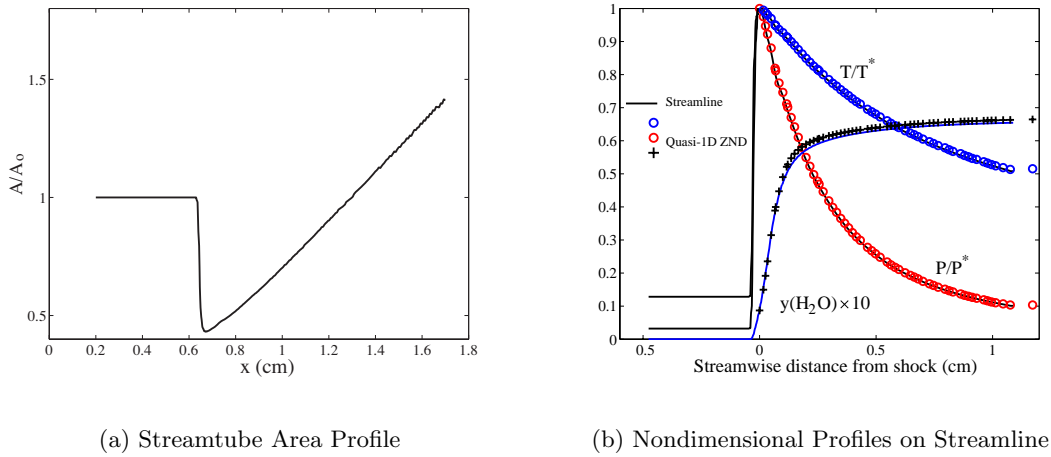 1.5
1
0.5
A/A_o
0 0.2 0.4 0.6 0.8 1 1.2 1.4 1.6 1.8
x (cm)
1
0.9
0.8
0.7
0.6
0.5
0.4
0.3
0.2
0.1
0
T/T*
Streamline
Quasi-1D ZND
P/P*
y(H₂O)×10
0.5 0 0.5 1
Streamwise distance from shock (cm)
(a) Streamtube Area Profile
(b) Nondimensional Profiles on Streamline